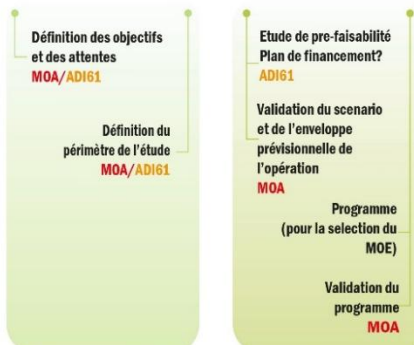 Définition des objectifs
et des attentes
MOA/ADI61
Définition du
périmètre de l'étude
MOA/ADI61
Etude de pre-faisabilité
Plan de financement?
ADI61
Validation du scenario
et de l'enveloppe
prévisionnelle de
l'opération
MOA
Programme
(pour la selection du
MOE)
Validation du
programme
MOA